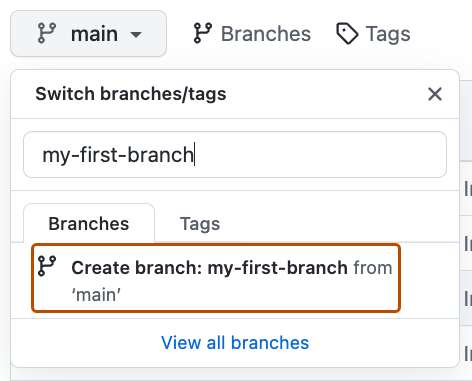 main Branches Tags
Switch branches/tags
my-first-branch
Branches Tags
Create branch: my-first-branch from
‘main’
View all branches